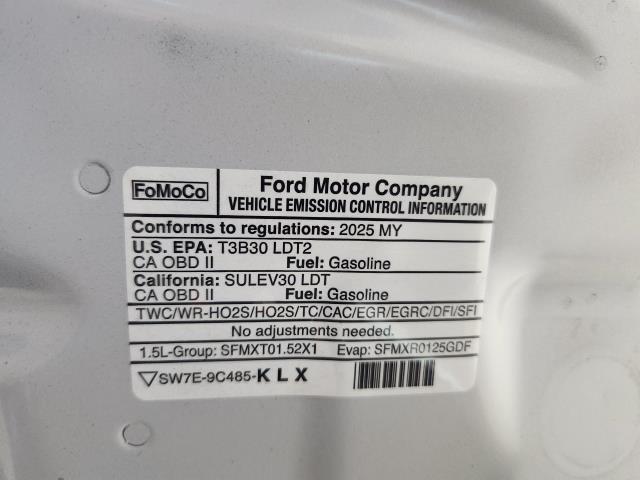 FoMoCo
Ford Motor Company
VEHICLE EMISSION CONTROL INFORMATION
Conforms to regulations: 2025 MY
U.S. EPA: T3B30 LDT2
CA OBD II Fuel: Gasoline
California: SULEV30 LDT
CA OBD II Fuel: Gasoline
TWC/WR-HO2S/HO2S/TC/CAC/EGR/EGRC/DFI/SFI
No adjustments needed.
1.5L-Group: SFMXT01.52X1 Evap: SFMXR0125GDF
SW7E-9C485-K L X